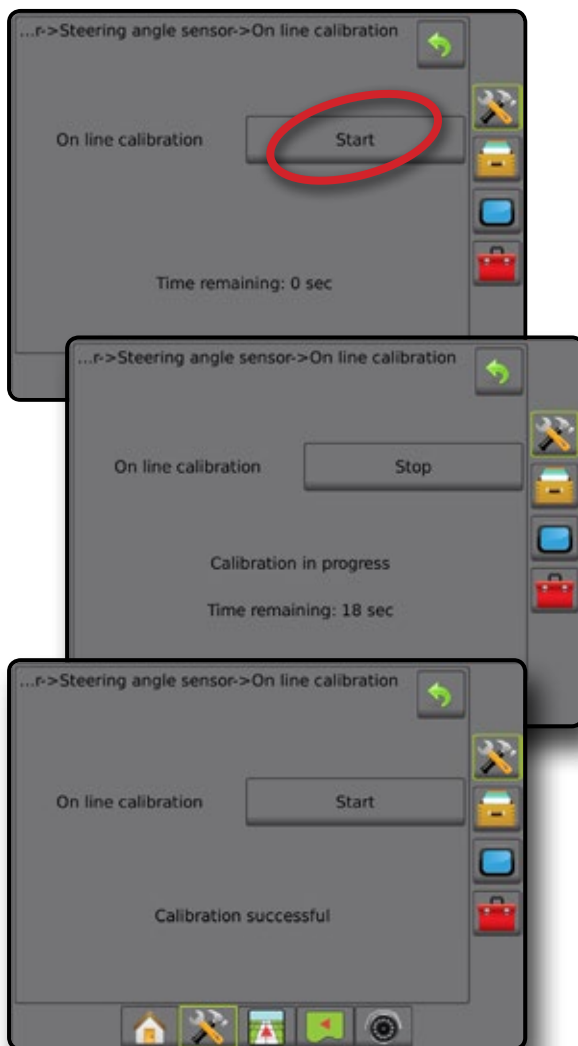 ...r->Steering angle sensor->On line calibration
On line calibration
Start
Time remaining: 0 sec
...r->Steering angle sensor->On line calibration
On line calibration
Stop
Calibration in progress
Time remaining: 18 sec
...r->Steering angle sensor->On line calibration
On line calibration
Start
Calibration successful